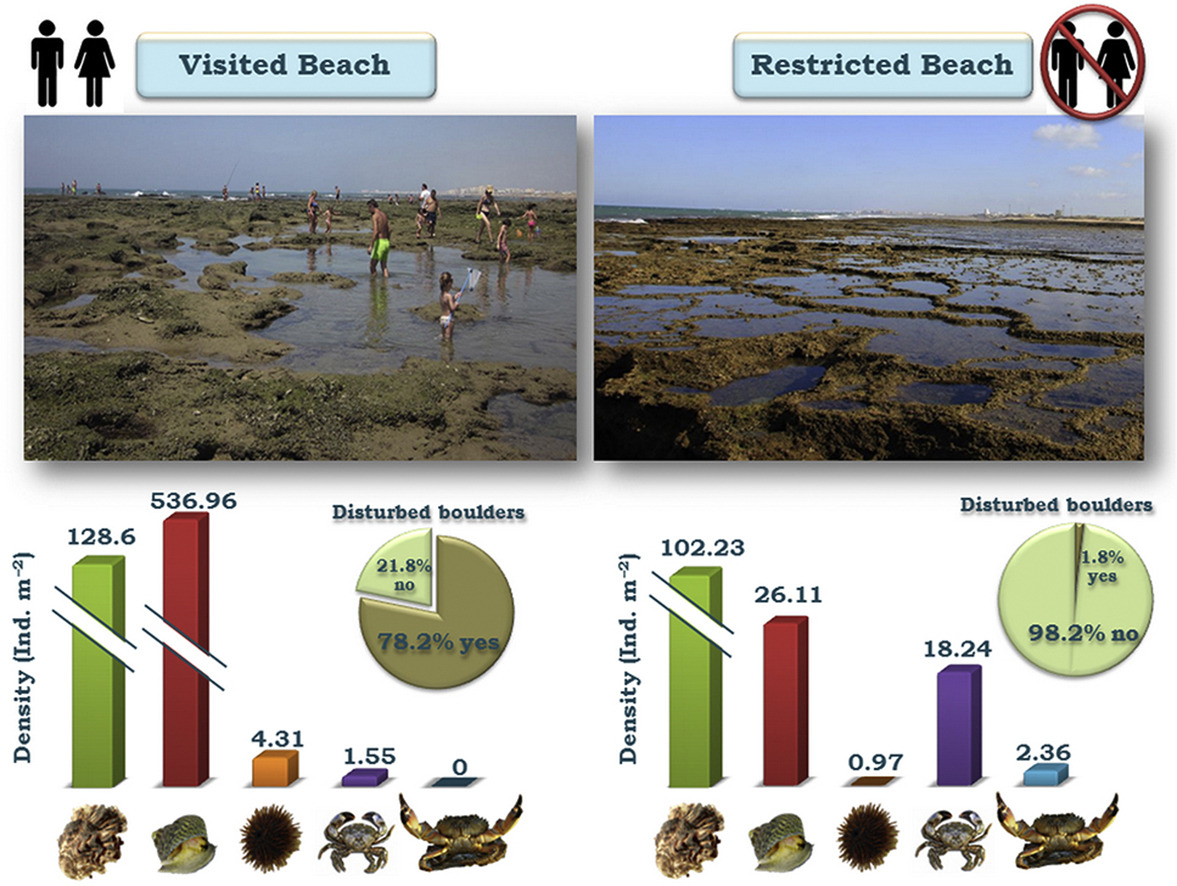 Visited Beach
Restricted Beach
Density (Ind. m⁻²)
128.6
536.96
4.31
1.55
0
Disturbed boulders
21.8%
no
78.2% yes
Density (Ind. m⁻²)
102.23
26.11
0.97
18.24
2.36
Disturbed boulders
1.8%
yes
98.2% no